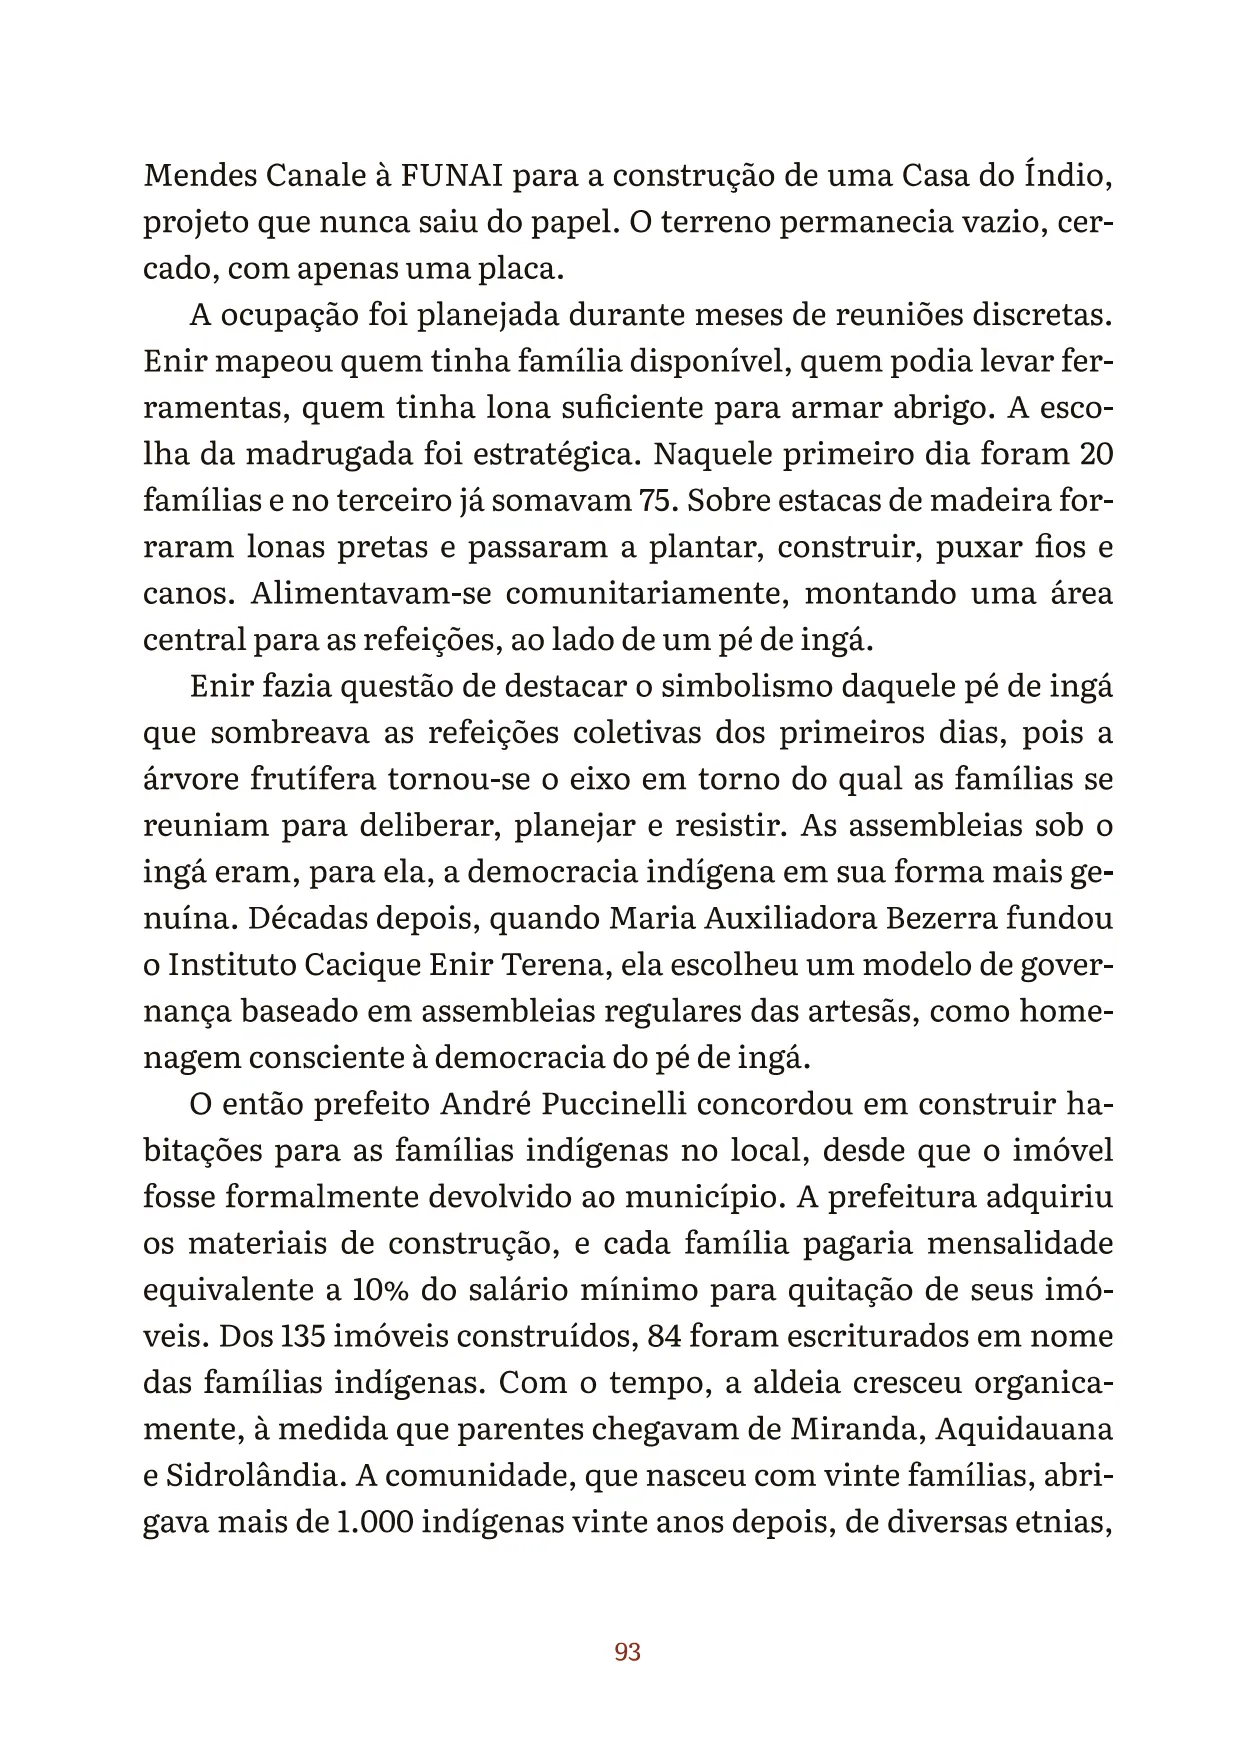 Mendes Canale à FUNAI para a construção de uma Casa do Índio,
projeto que nunca saiu do papel. O terreno permanecia vazio, cer-
cado, com apenas uma placa.
A ocupação foi planejada durante meses de reuniões discretas.
Enir mapeou quem tinha família disponível, quem podia levar fer-
ramentas, quem tinha lona suficiente para armar abrigo. A esco-
lha da madrugada foi estratégica. Naquele primeiro dia foram 20
famílias e no terceiro já somavam 75. Sobre estacas de madeira for-
raram lonas pretas e passaram a plantar, construir, puxar fios e
canos. Alimentavam-se comunitariamente, montando uma área
central para as refeições, ao lado de um pé de ingá.
Enir fazia questão de destacar o simbolismo daquele pé de ingá
que sombreava as refeições coletivas dos primeiros dias, pois a
árvore frutífera tornou-se o eixo em torno do qual as famílias se
reuniam para deliberar, planejar e resistir. As assembleias sob o
ingá eram, para ela, a democracia indígena em sua forma mais ge-
nuína. Décadas depois, quando Maria Auxiliadora Bezerra fundou
o Instituto Cacique Enir Terena, ela escolheu um modelo de gover-
nança baseado em assembleias regulares das artesãs, como home-
nagem consciente à democracia do pé de ingá.
O então prefeito André Puccinelli concordou em construir ha-
bitações para as famílias indígenas no local, desde que o imóvel
fosse formalmente devolvido ao município. A prefeitura adquiriu
os materiais de construção, e cada família pagaria mensalidade
equivalente a 10% do salário mínimo para quitação de seus imó-
veis. Dos 135 imóveis construídos, 84 foram escriturados em nome
das famílias indígenas. Com o tempo, a aldeia cresceu organica-
mente, à medida que parentes chegavam de Miranda, Aquidauana
e Sidrolândia. A comunidade, que nasceu com vinte famílias, abri-
gava mais de 1.000 indígenas vinte anos depois, de diversas etnias,
93